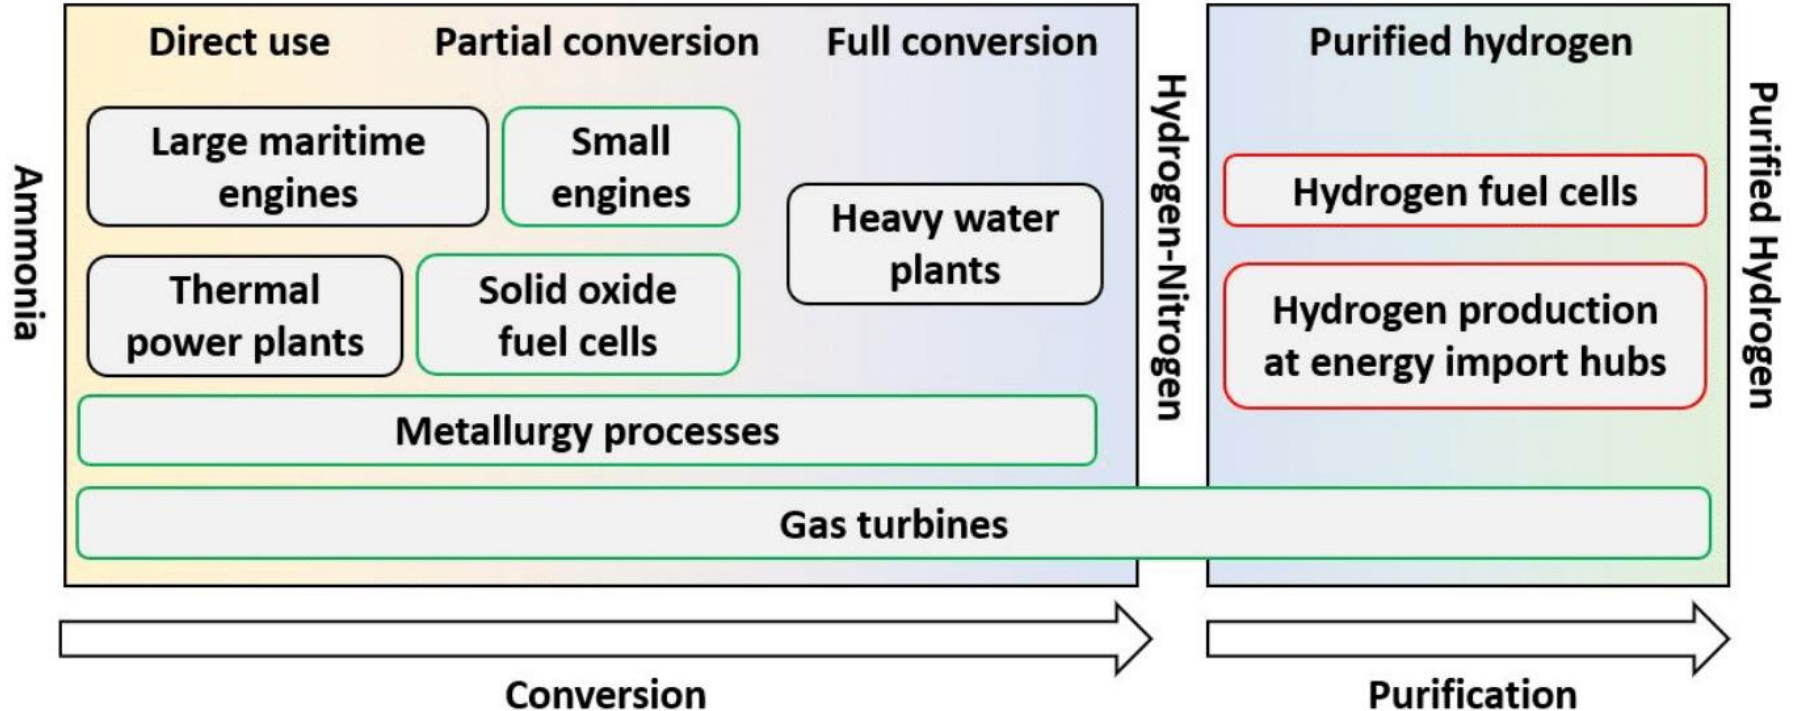 Direct use
Partial conversion
Full conversion
Purified hydrogen
Ammonia
Large maritime
engines
Small
engines
Heavy water
plants
Thermal
power plants
Solid oxide
fuel cells
Metallurgy processes
Gas turbines
Hydrogen-Nitrogen
Hydrogen fuel cells
Hydrogen production
at energy import hubs
Purified Hydrogen
Conversion
Purification